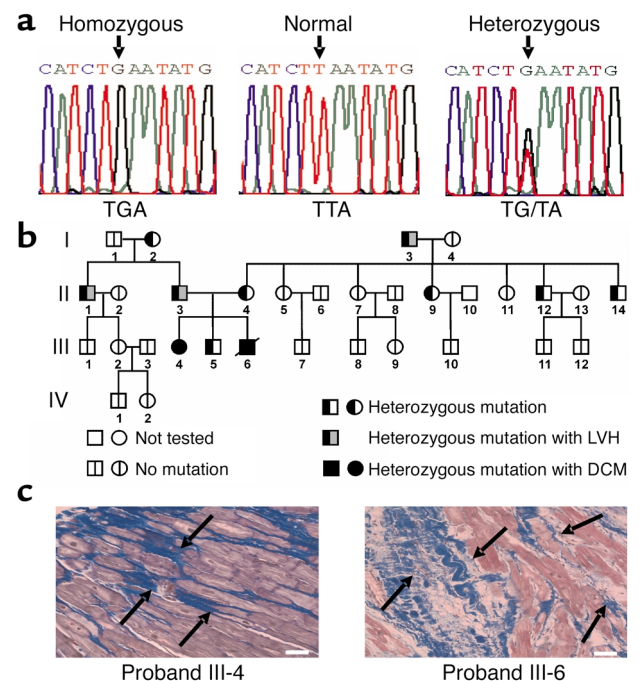 a
Homozygous Normal Heterozygous
CATCTGAATATG CATCTTAATATG CATCTGAATATG
TGA TTA TG/TA
b
I
1 2 3 4
II
1 2 3 4 5 6 7 8 9 10 11 12 13 14
III
1 2 3 4 5 6 7 8 9 10 11 12
IV
1 2
Heterozygous mutation
Not tested Heterozygous mutation with LVH
No mutation Heterozygous mutation with DCM
c
Proband III-4 Proband III-6